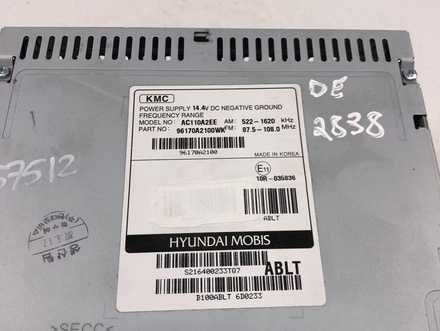 KMC
POWER SUPPLY 14.4v DC NEGATIVE GROUND
FREQUENCY RANGE
MODEL NO: AC110A2EE AM: 522-1620 kHz
PART NO: 96170A2100WK FM: 87.5-108.0 MHz
96170A2100
MADE IN KOREA
E11
10R-035836
ABLT
HYUNDAI MOBIS
S216400233T07 ABLT
B100ABLT 6D0233
DE
2838
57512
>SECC<